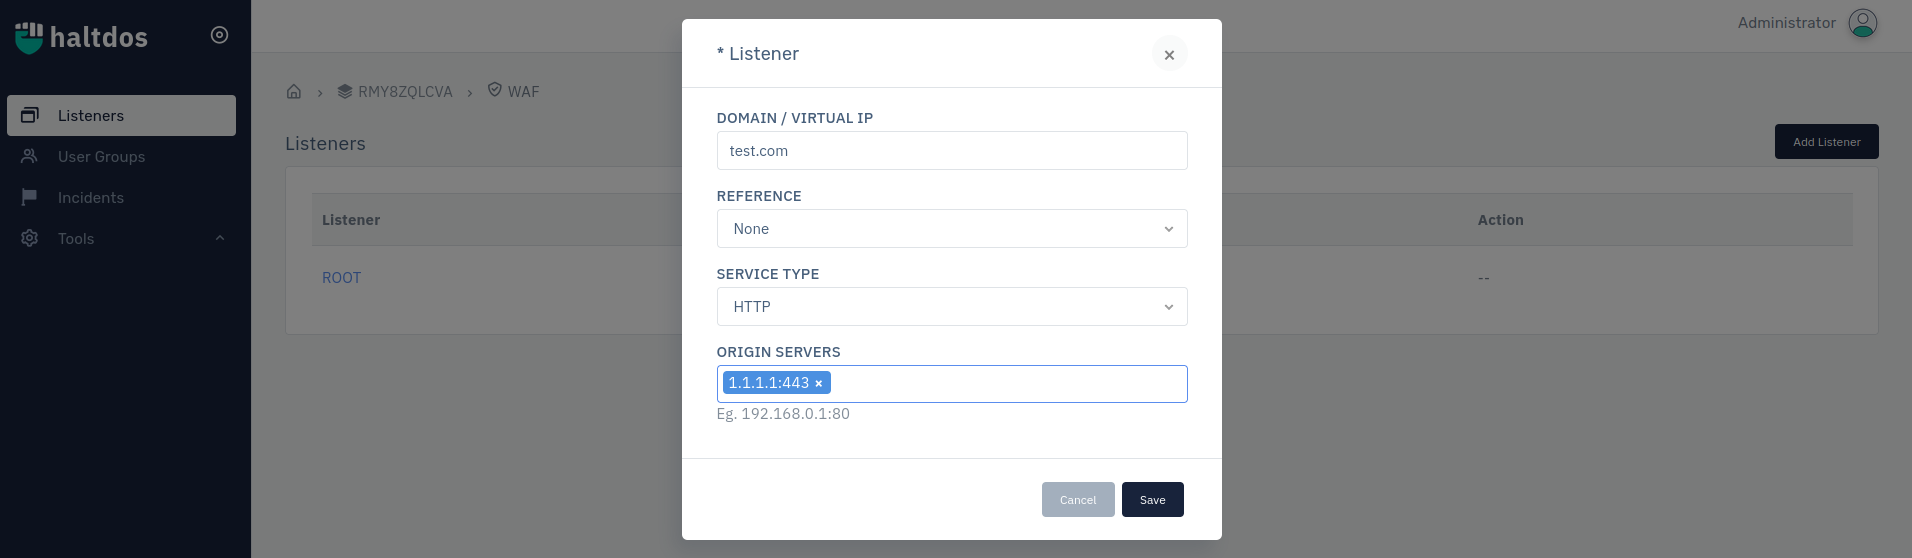 haltdos
Administrator
Listeners
User Groups
Incidents
Tools
RMY8ZQLCVA
WAF
Listeners
Add Listener
Listener
Action
ROOT
--
* Listener
×
DOMAIN / VIRTUAL IP
test.com
REFERENCE
None
SERVICE TYPE
HTTP
ORIGIN SERVERS
1.1.1.1:443 ×
Eg. 192.168.0.1:80
Cancel
Save